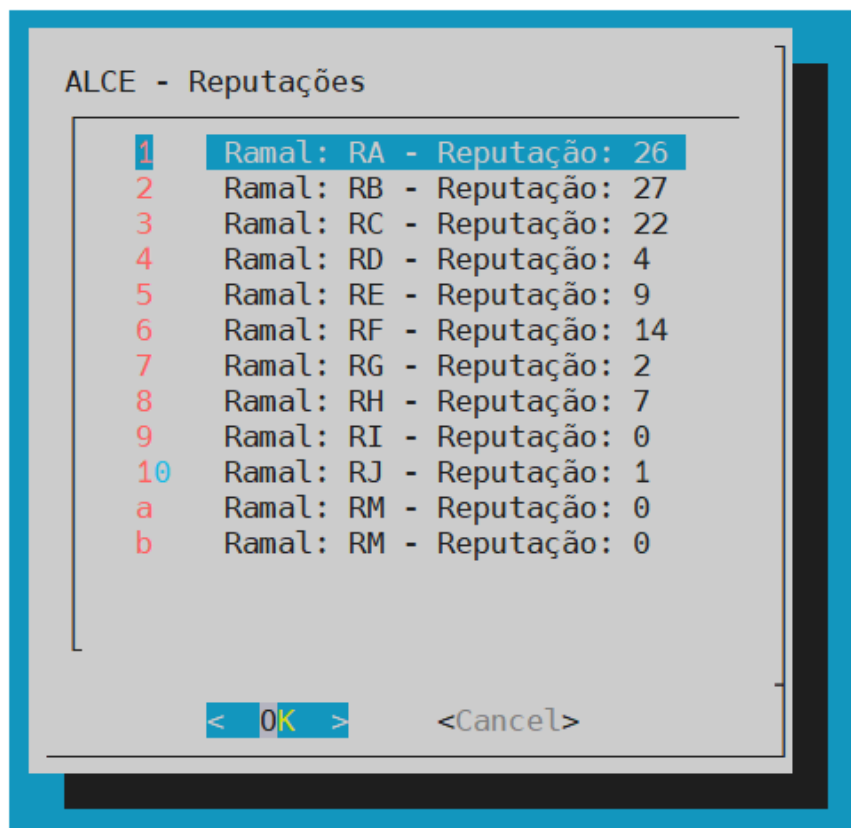 ALCE - Reputações
1 Ramal: RA - Reputação: 26
2 Ramal: RB - Reputação: 27
3 Ramal: RC - Reputação: 22
4 Ramal: RD - Reputação: 4
5 Ramal: RE - Reputação: 9
6 Ramal: RF - Reputação: 14
7 Ramal: RG - Reputação: 2
8 Ramal: RH - Reputação: 7
9 Ramal: RI - Reputação: 0
10 Ramal: RJ - Reputação: 1
a Ramal: RM - Reputação: 0
b Ramal: RM - Reputação: 0
< OK > <Cancel>